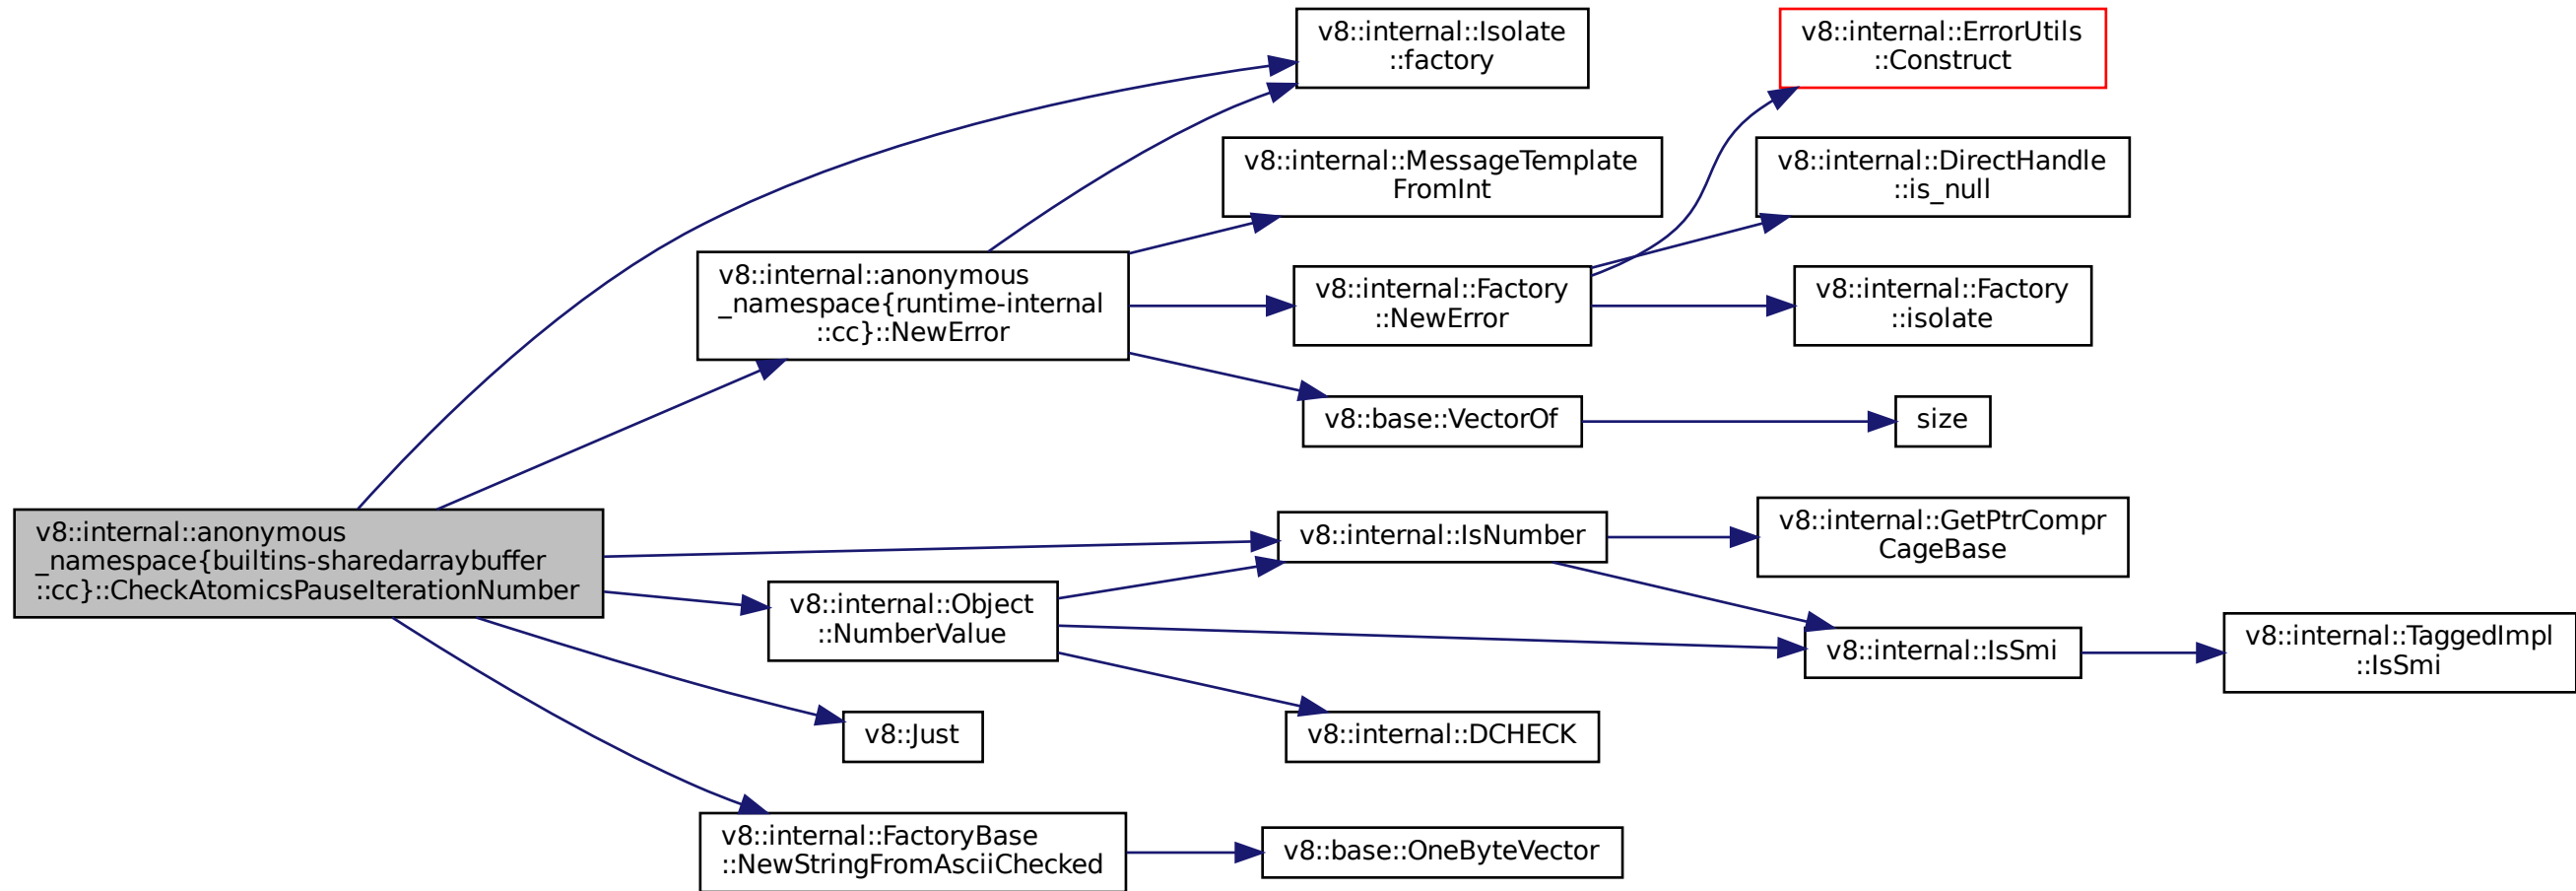 v8::internal::Isolate
::factory
v8::internal::ErrorUtils
::Construct
v8::internal::MessageTemplate
FromInt
v8::internal::DirectHandle
::is_null
v8::internal::anonymous
_namespace{runtime-internal
::cc}::NewError
v8::internal::Factory
::NewError
v8::internal::Factory
::isolate
v8::base::VectorOf
size
v8::internal::anonymous
_namespace{builtins-sharedarraybuffer
::cc}::CheckAtomicsPauseIterationNumber
v8::internal::IsNumber
v8::internal::GetPtrCompr
CageBase
v8::internal::Object
::NumberValue
v8::internal::IsSmi
v8::internal::TaggedImpl
::IsSmi
v8::Just
v8::internal::DCHECK
v8::internal::FactoryBase
::NewStringFromAsciiChecked
v8::base::OneByteVector